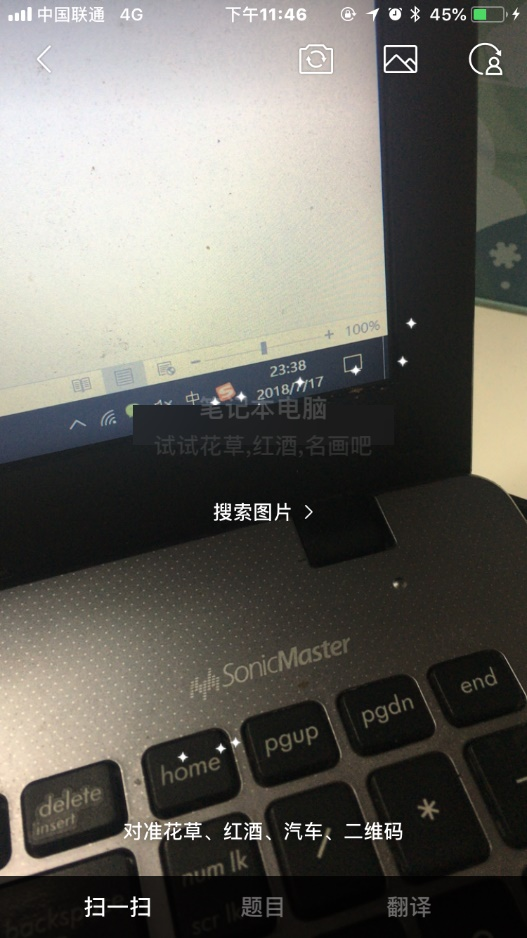 中国联通 4G 下午11:46 45%
100%
23:38
中
2018/7/17
笔记本电脑
试试花草,红酒,名画吧
搜索图片
SonicMaster
home pgup pgdn end
delete
insert
对准花草、红酒、汽车、二维码
num lk / *
scr lk
backspace
扫一扫 题目 翻译